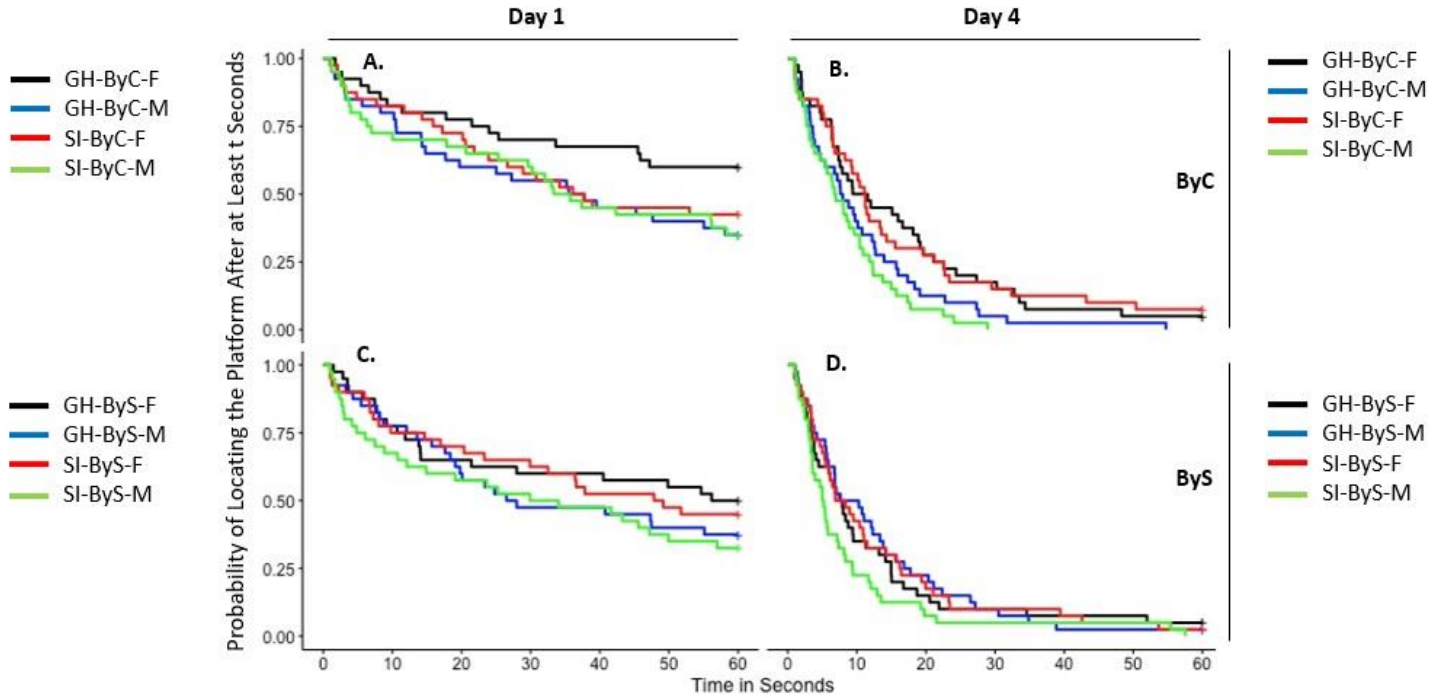 Day 1
Day 4
GH-ByC-F
GH-ByC-M
SI-ByC-F
SI-ByC-M
A.
B.
GH-ByC-F
GH-ByC-M
SI-ByC-F
SI-ByC-M
1.00
0.75
0.50
0.25
0.00
ByC
Probability of Locating the Platform After at Least t Seconds
GH-ByS-F
GH-ByS-M
SI-ByS-F
SI-ByS-M
C.
D.
GH-ByS-F
GH-ByS-M
SI-ByS-F
SI-ByS-M
1.00
0.75
0.50
0.25
0.00
ByS
0 10 20 30 40 50 60
0 10 20 30 40 50 60
Time in Seconds